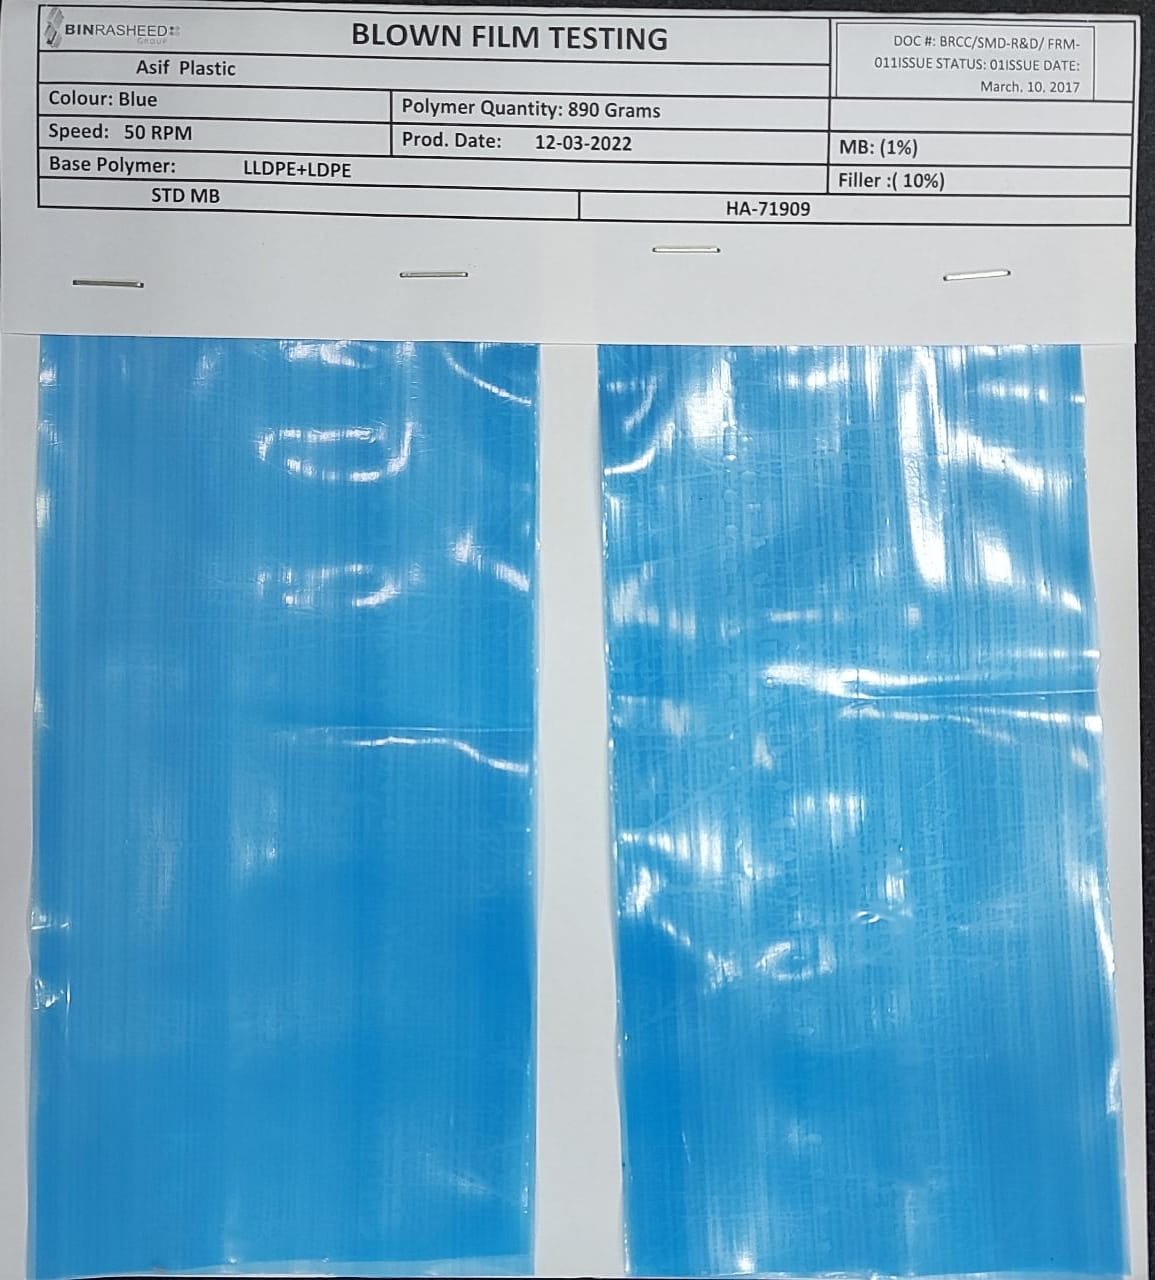 BINRASHEED
GROUP
BLOWN FILM TESTING
DOC #: BRCC/SMD-R&D/ FRM-
011ISSUE STATUS: 01ISSUE DATE:
March, 10, 2017
Asif Plastic
Colour: Blue
Polymer Quantity: 890 Grams
Speed: 50 RPM
Prod. Date: 12-03-2022
MB: (1%)
Base Polymer: LLDPE+LDPE
Filler :( 10%)
STD MB
HA-71909